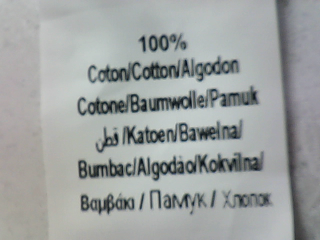 100%
Coton/Cotton/Algodon
Cotone/Baumwolle/Pamuk
قطن /Katoen/Bawelna/
Bumbac/Algodão/Kokvilna/
Βαμβάκι / Памук / Хлопок